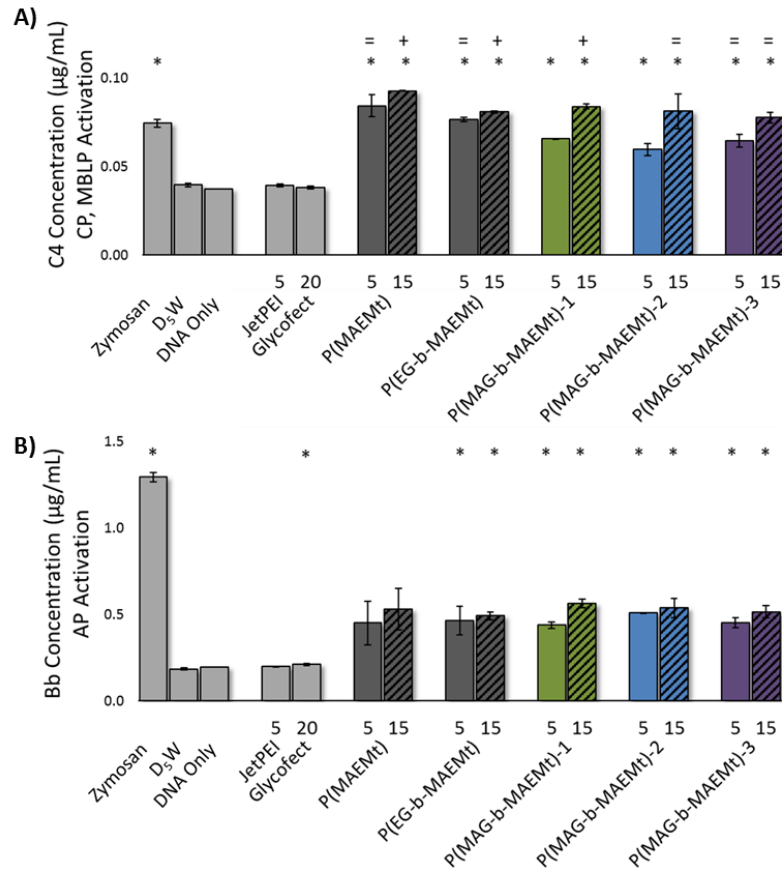 A)
= + = + + = = =
* * * * * * * * * * *
C4 Concentration (µg/mL)
CP, MBLP Activation
0.10
0.05
0.00
5 20 5 15 5 15 5 15 5 15 5 15
Zymosan
D₅W
DNA Only
JetPEI
Glycofect
P(MAEMt)
P(EG-b-MAEMt)
P(MAG-b-MAEMt)-1
P(MAG-b-MAEMt)-2
P(MAG-b-MAEMt)-3
B)
* * * * * * * * * *
Bb Concentration (µg/mL)
AP Activation
1.5
1.0
0.5
0.0
5 20 5 15 5 15 5 15 5 15 5 15
Zymosan
D₅W
DNA Only
JetPEI
Glycofect
P(MAEMt)
P(EG-b-MAEMt)
P(MAG-b-MAEMt)-1
P(MAG-b-MAEMt)-2
P(MAG-b-MAEMt)-3